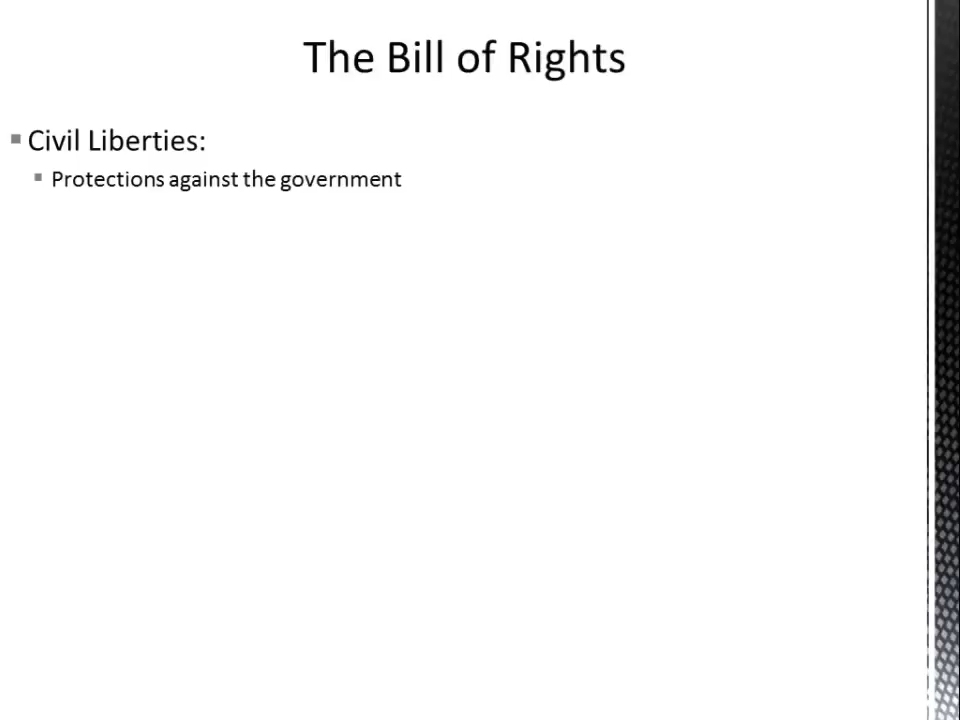 The Bill of Rights
Civil Liberties:
Protections against the government